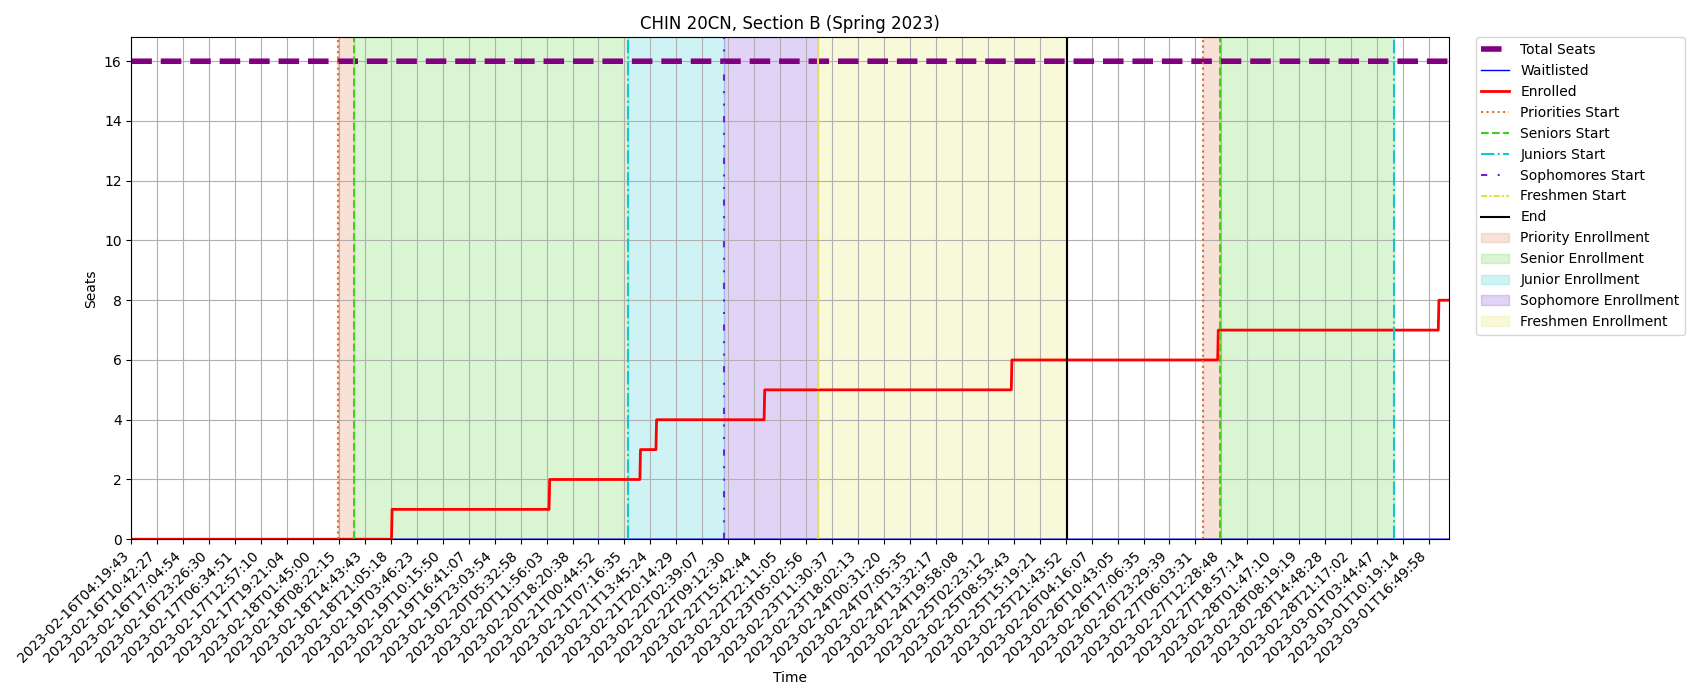 CHIN 20CN, Section B (Spring 2023)
Total Seats
Waitlisted
Enrolled
Priorities Start
Seniors Start
Juniors Start
Sophomores Start
Freshmen Start
End
Priority Enrollment
Senior Enrollment
Junior Enrollment
Sophomore Enrollment
Freshmen Enrollment
Seats
16
14
12
10
8
6
4
2
0
2023-02-16T04:19:43
2023-02-16T10:42:27
2023-02-16T17:04:54
2023-02-16T23:26:30
2023-02-17T06:34:51
2023-02-17T12:57:10
2023-02-17T19:21:04
2023-02-18T01:45:00
2023-02-18T08:22:15
2023-02-18T14:43:43
2023-02-18T21:05:18
2023-02-19T03:46:23
2023-02-19T10:15:50
2023-02-19T16:41:07
2023-02-19T23:03:54
2023-02-20T05:32:58
2023-02-20T11:56:03
2023-02-20T18:20:38
2023-02-21T00:44:52
2023-02-21T07:16:35
2023-02-21T13:45:24
2023-02-21T20:14:29
2023-02-22T02:39:07
2023-02-22T09:12:30
2023-02-22T15:42:44
2023-02-22T22:11:05
2023-02-23T05:02:56
2023-02-23T11:30:37
2023-02-23T18:02:13
2023-02-24T00:31:20
2023-02-24T07:05:35
2023-02-24T13:32:17
2023-02-24T19:58:08
2023-02-25T02:23:12
2023-02-25T08:53:43
2023-02-25T15:19:21
2023-02-25T21:43:52
2023-02-26T04:16:07
2023-02-26T10:43:05
2023-02-26T17:06:35
2023-02-26T23:29:39
2023-02-27T06:03:31
2023-02-27T12:28:48
2023-02-27T18:57:14
2023-02-28T01:47:10
2023-02-28T08:19:19
2023-02-28T14:48:28
2023-02-28T21:17:02
2023-03-01T03:44:47
2023-03-01T10:19:14
2023-03-01T16:49:58
Time